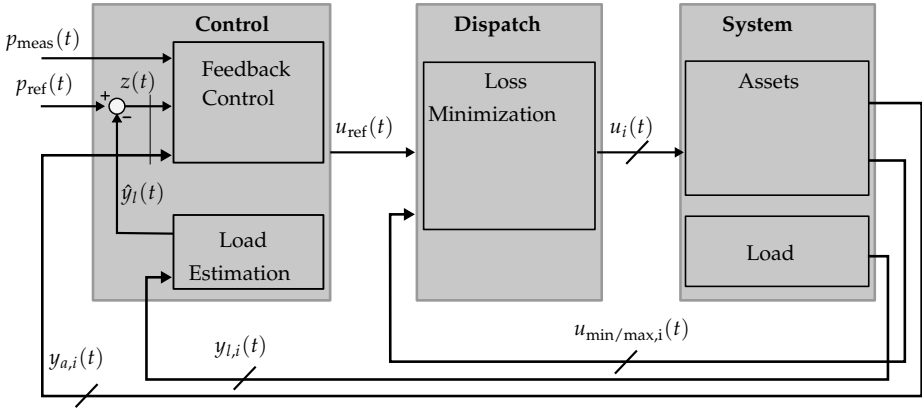 Control
Dispatch
System
p_meas(t)
p_ref(t)
+
−
z(t)
Feedback
Control
Loss
Minimization
Assets
u_ref(t)
u_i(t)
ŷ_l(t)
Load
Estimation
Load
u_min/max,i(t)
y_a,i(t)
y_l,i(t)